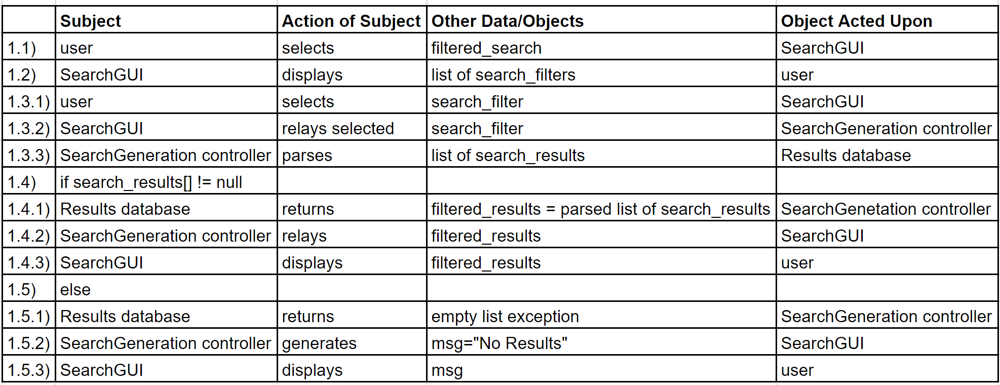 Subject Action of Subject Other Data/Objects Object Acted Upon
1.1) user selects filtered_search SearchGUI
1.2) SearchGUI displays list of search_filters user
1.3.1) user selects search_filter SearchGUI
1.3.2) SearchGUI relays selected search_filter SearchGeneration controller
1.3.3) SearchGeneration controller parses list of search_results Results database
1.4) if search_results[] != null
1.4.1) Results database returns filtered_results = parsed list of search_results SearchGenetation controller
1.4.2) SearchGeneration controller relays filtered_results SearchGUI
1.4.3) SearchGUI displays filtered_results user
1.5) else
1.5.1) Results database returns empty list exception SearchGeneration controller
1.5.2) SearchGeneration controller generates msg="No Results" SearchGUI
1.5.3) SearchGUI displays msg user